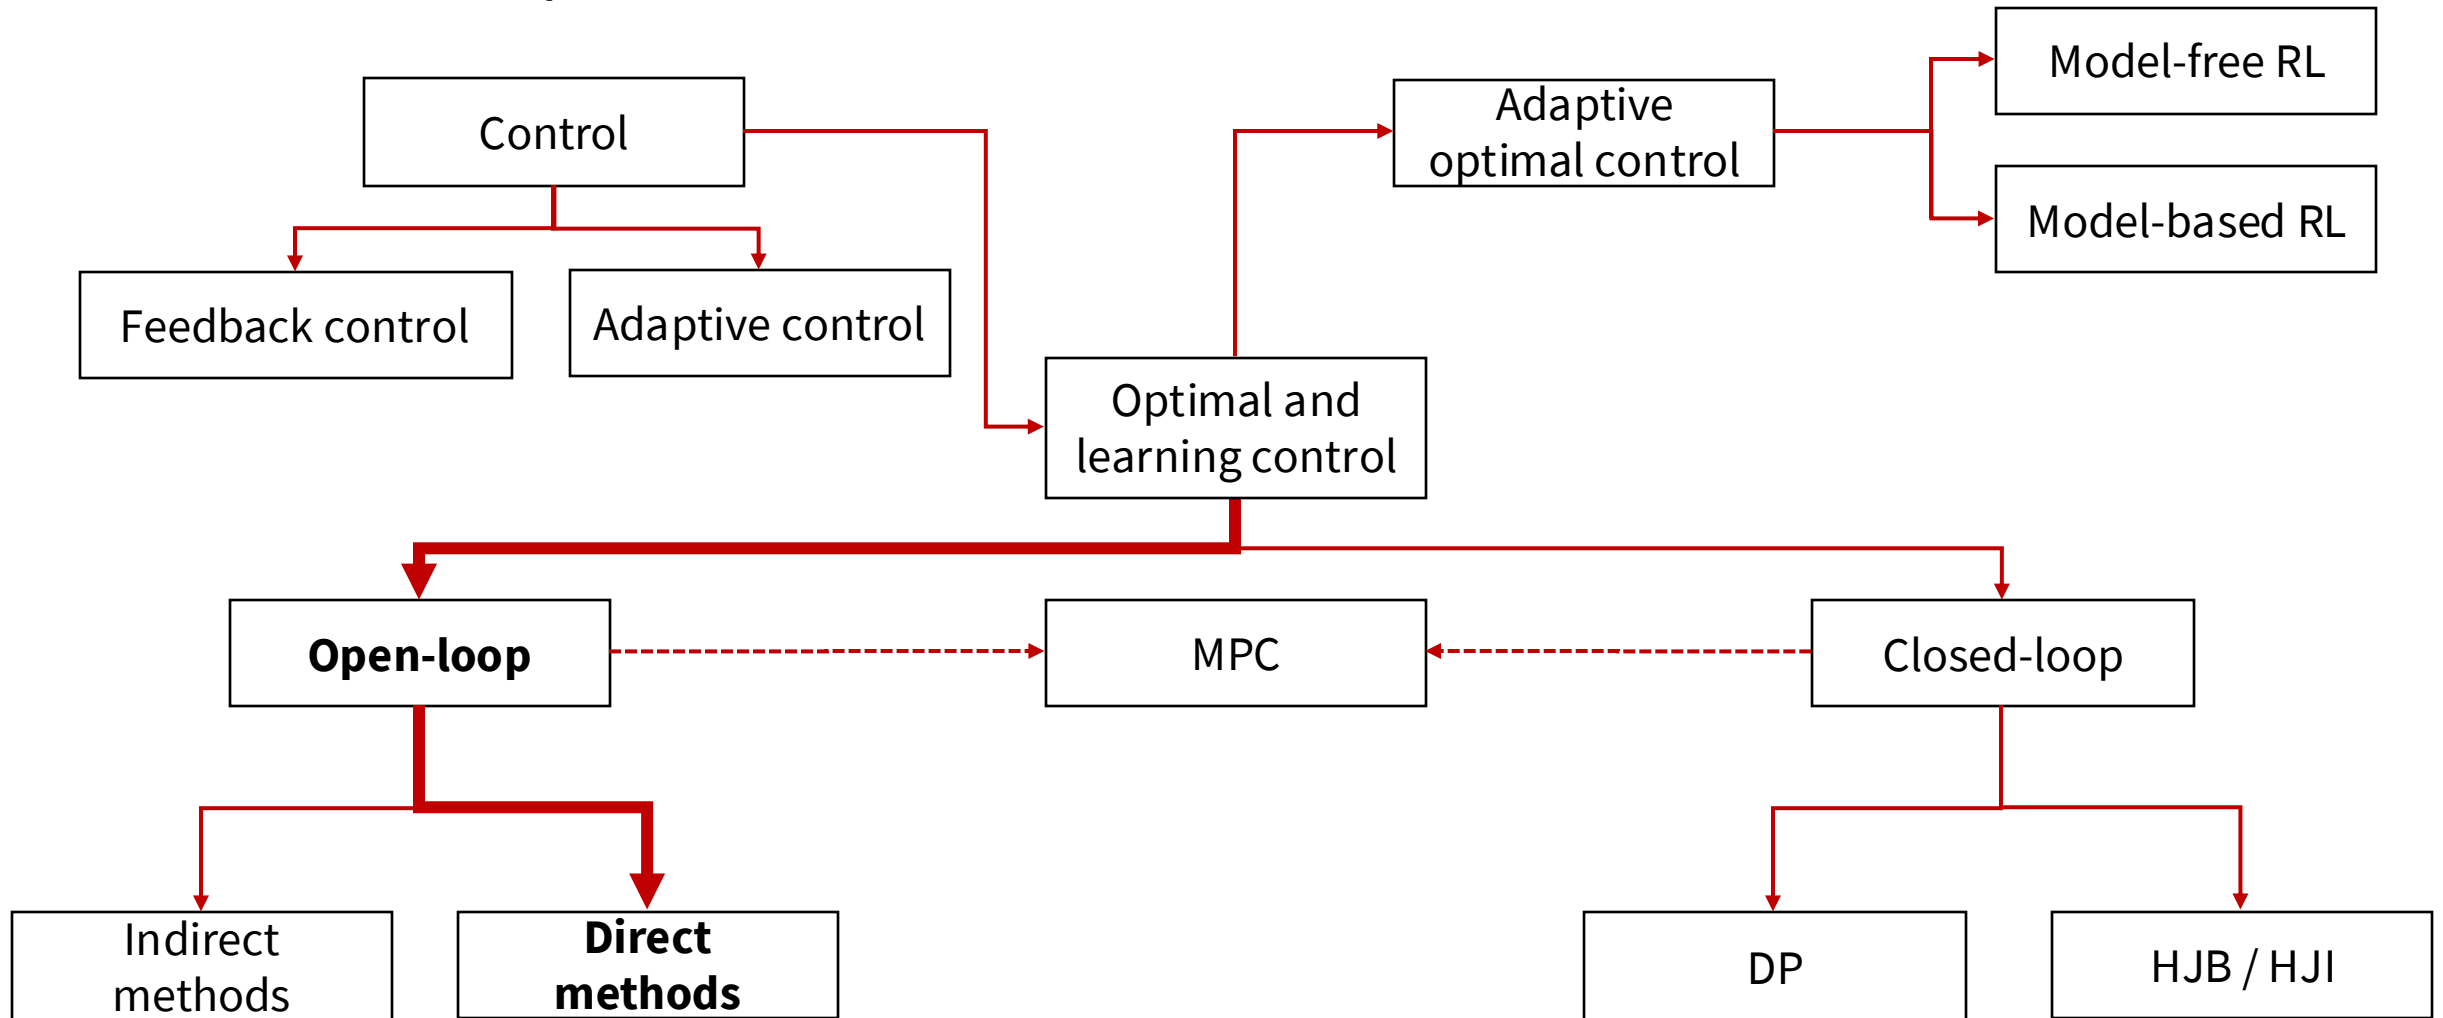 Model-free RL
Control
Adaptive
optimal control
Model-based RL
Feedback control
Adaptive control
Optimal and
learning control
Open-loop
MPC
Closed-loop
Indirect
methods
Direct
methods
DP
HJB / HJI